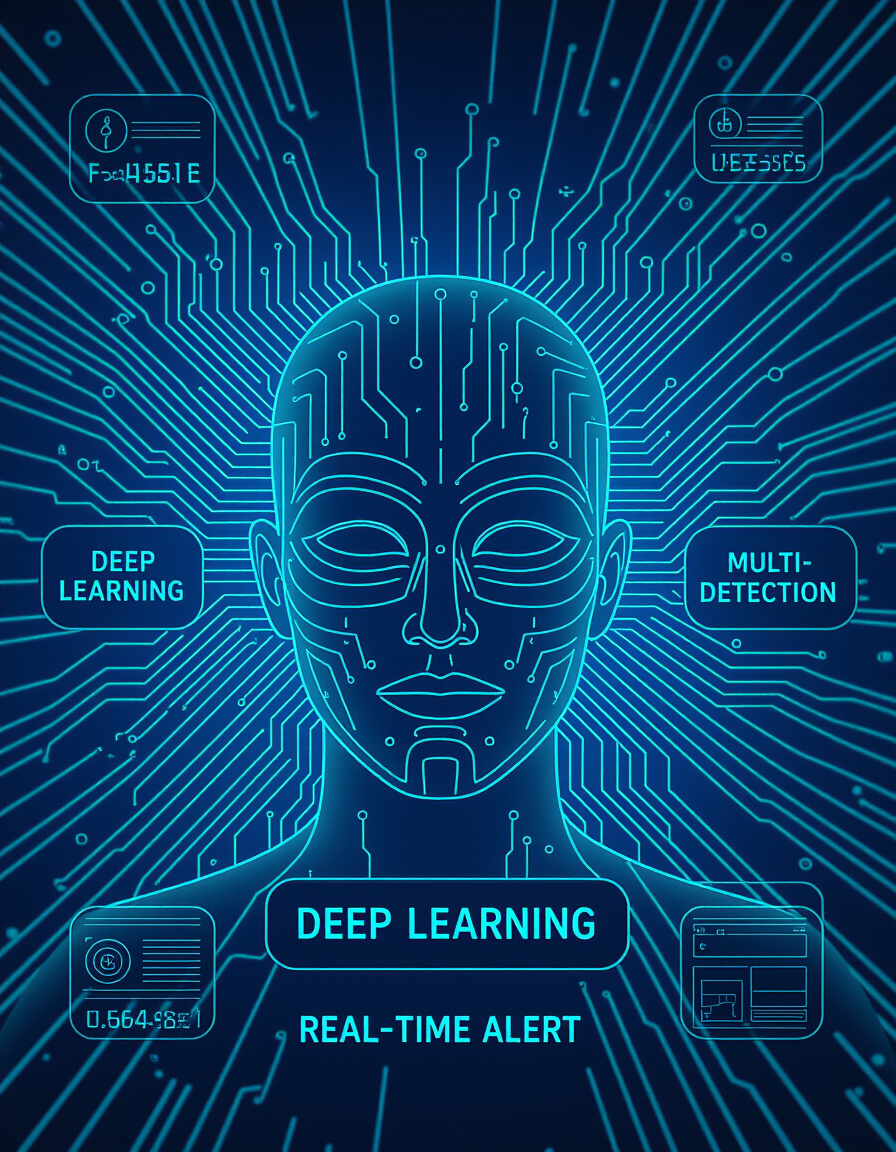 DEEP
LEARNING
MULTI-
DETECTION
DEEP LEARNING
REAL-TIME ALERT